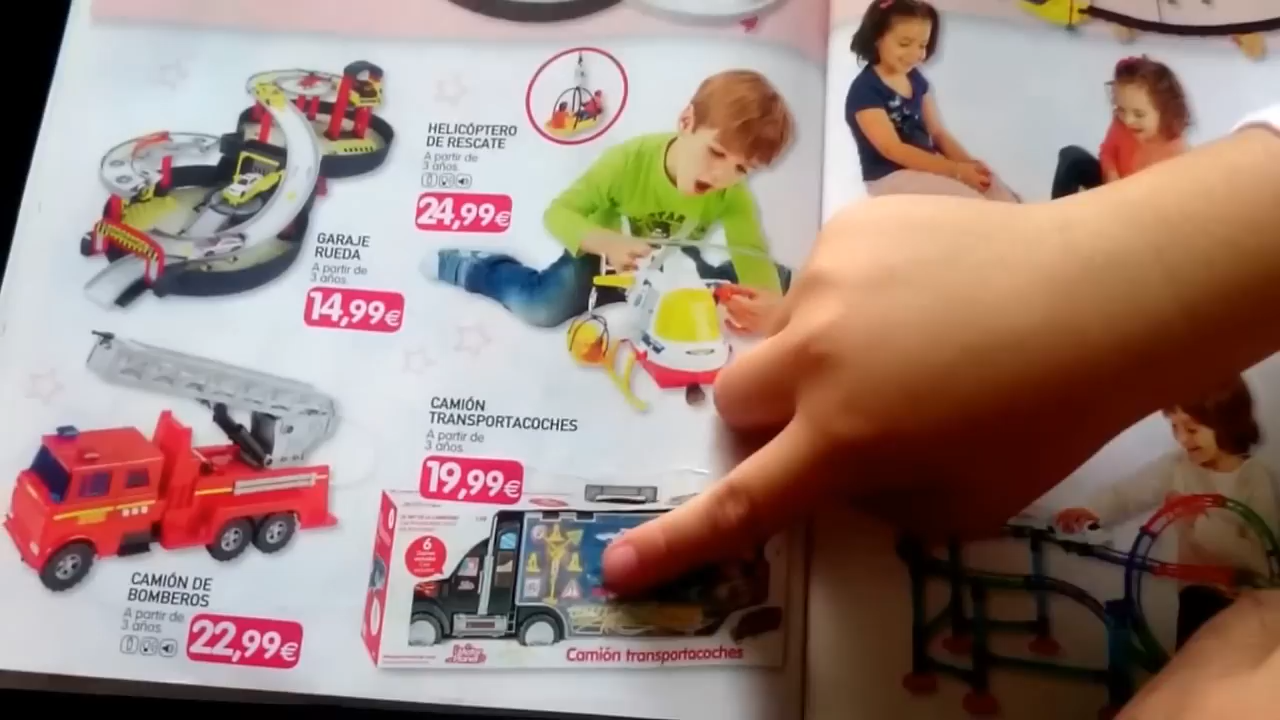 HELICÓPTERO
DE RESCATE
A partir de
3 años
24,99€
GARAJE
RUEDA
A partir de
3 años
14,99€
CAMIÓN
TRANSPORTACOCHES
A partir de
3 años
19,99€
6
Camión transportacoches
CAMIÓN DE
BOMBEROS
A partir de
3 años
22,99€